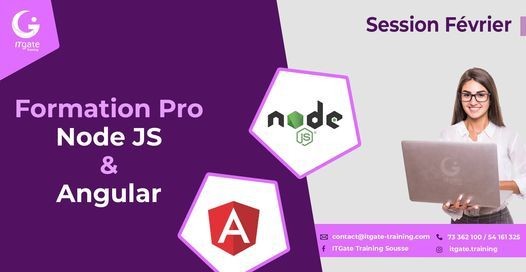 ITgate
Training
Session Février
Formation Pro
Node JS
&
Angular
node
JS
A
contact@itgate-training.com
73 362 100 / 54 161 325
ITGate Training Sousse
itgate.training